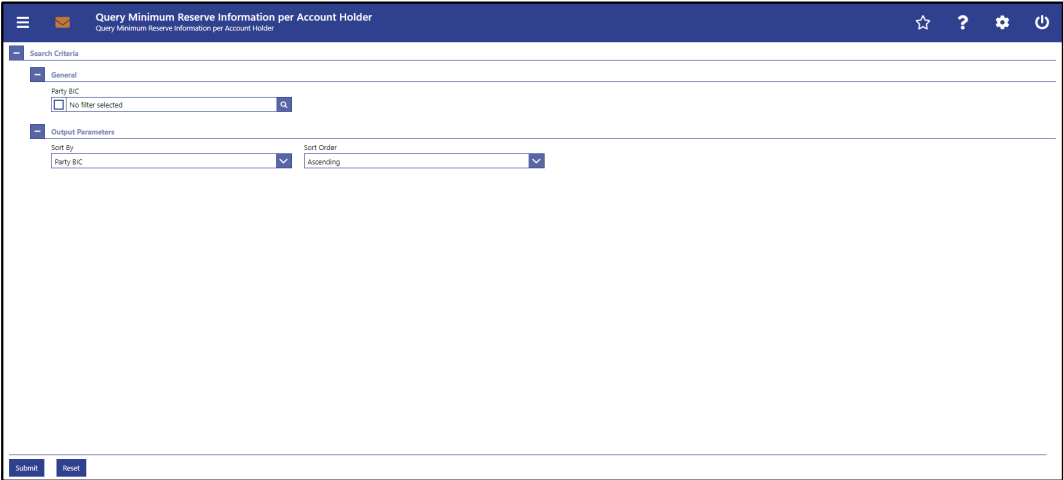 Query Minimum Reserve Information per Account Holder
Query Minimum Reserve Information per Account Holder
Search Criteria
General
Party BIC
No filter selected
Output Parameters
Sort By Sort Order
Party BIC Ascending
Submit Reset